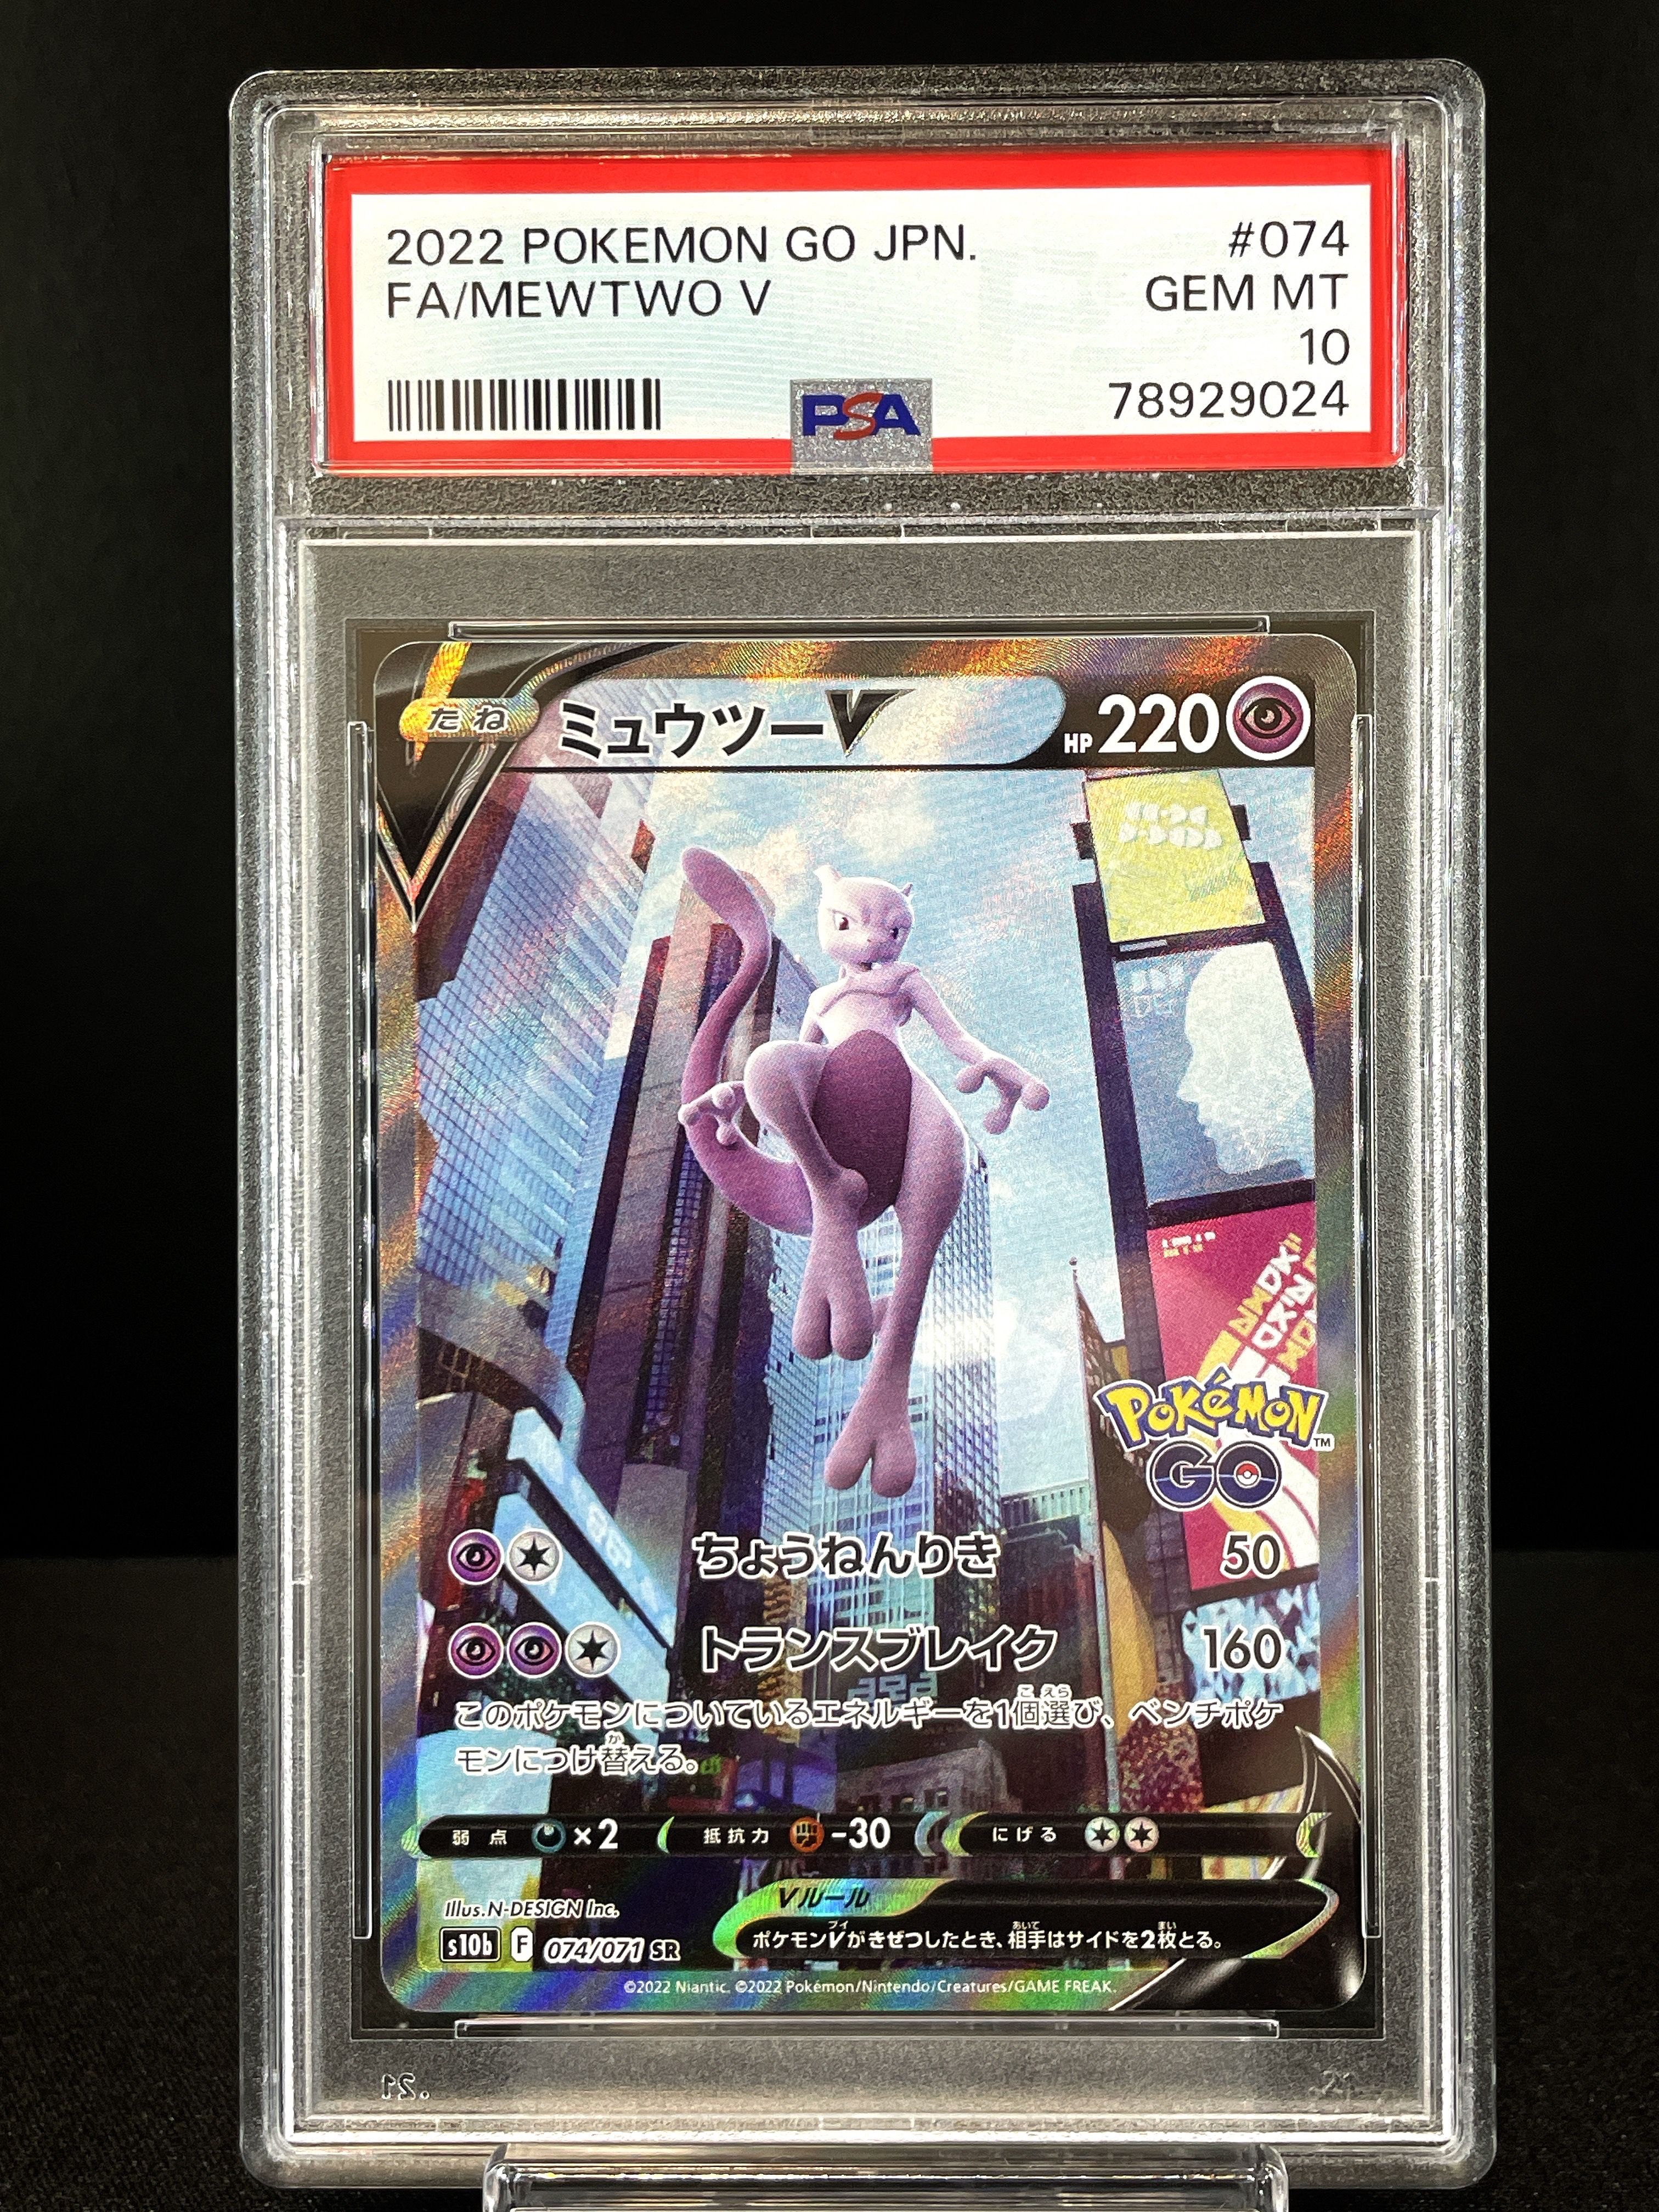 2022 POKEMON GO JPN.
#074
FA/MEWTWO V
GEM MT
10
PSA
78929024
たね
ミュウツーV
HP 220
POKéMON™
GO
ちょうねんりき 50
トランスブレイク 160
このポケモンについているエネルギーを1個選び、ベンチポケ
モンにつけ替える。
弱点 ×2 抵抗力 -30 にげる
Illus. N-DESIGN Inc.
Vルール
ポケモンVがきぜつしたとき、相手はサイドを2枚とる。
s10b F 074/071 SR
©2022 Niantic. ©2022 Pokémon/Nintendo/Creatures/GAME FREAK.